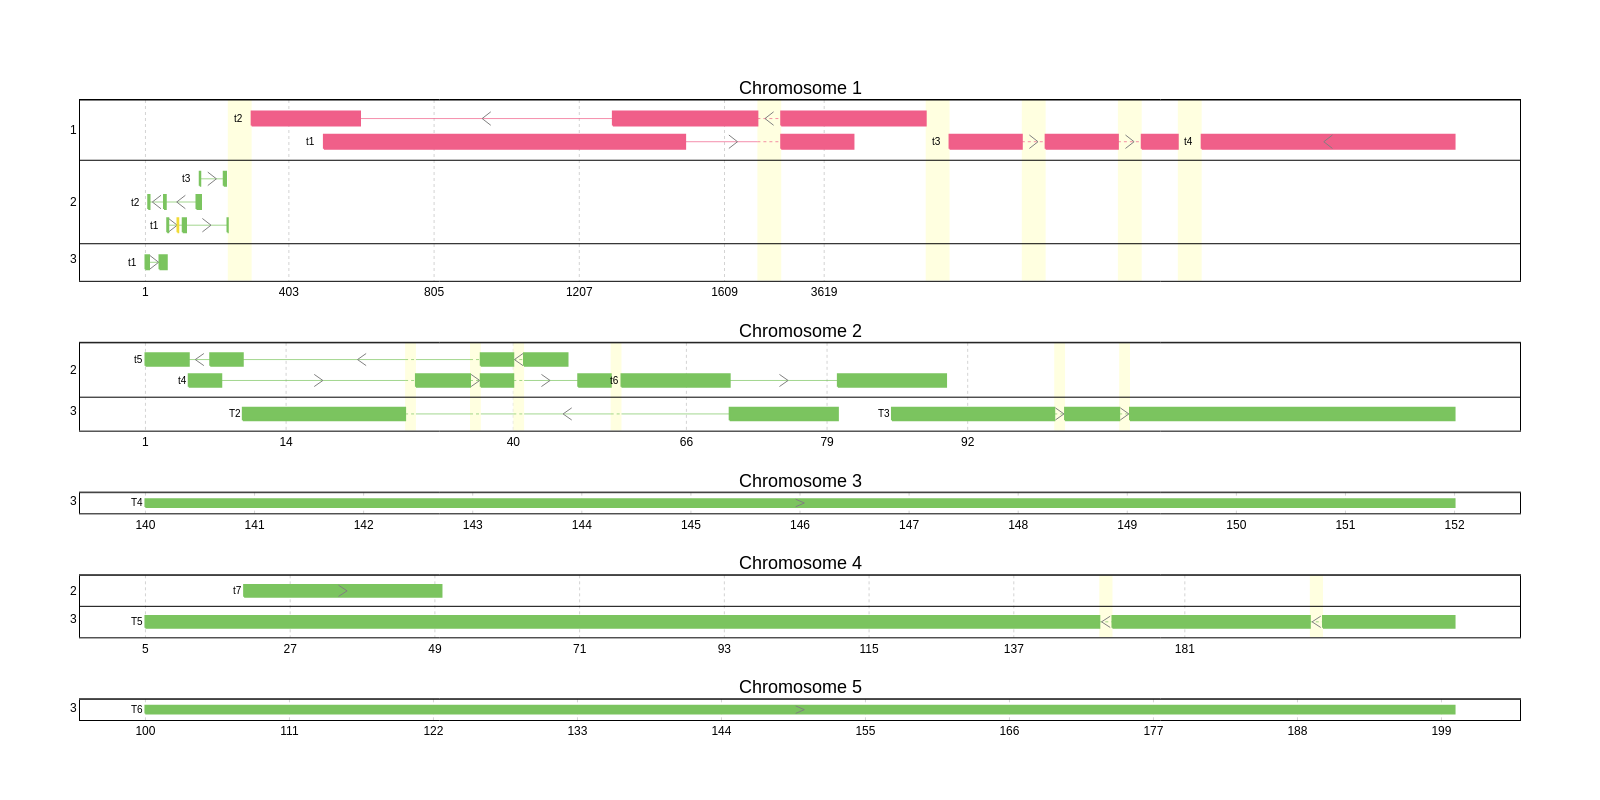 Chromosome 1
t2
1
t1 t3 t4
t3
t2
2
t1
t1
3
1 403 805 1207 1609 3619
Chromosome 2
t5
2
t4 t6
3 T2 T3
1 14 40 66 79 92
Chromosome 3
3 T4
140 141 142 143 144 145 146 147 148 149 150 151 152
Chromosome 4
2 t7
3 T5
5 27 49 71 93 115 137 181
Chromosome 5
3 T6
100 111 122 133 144 155 166 177 188 199